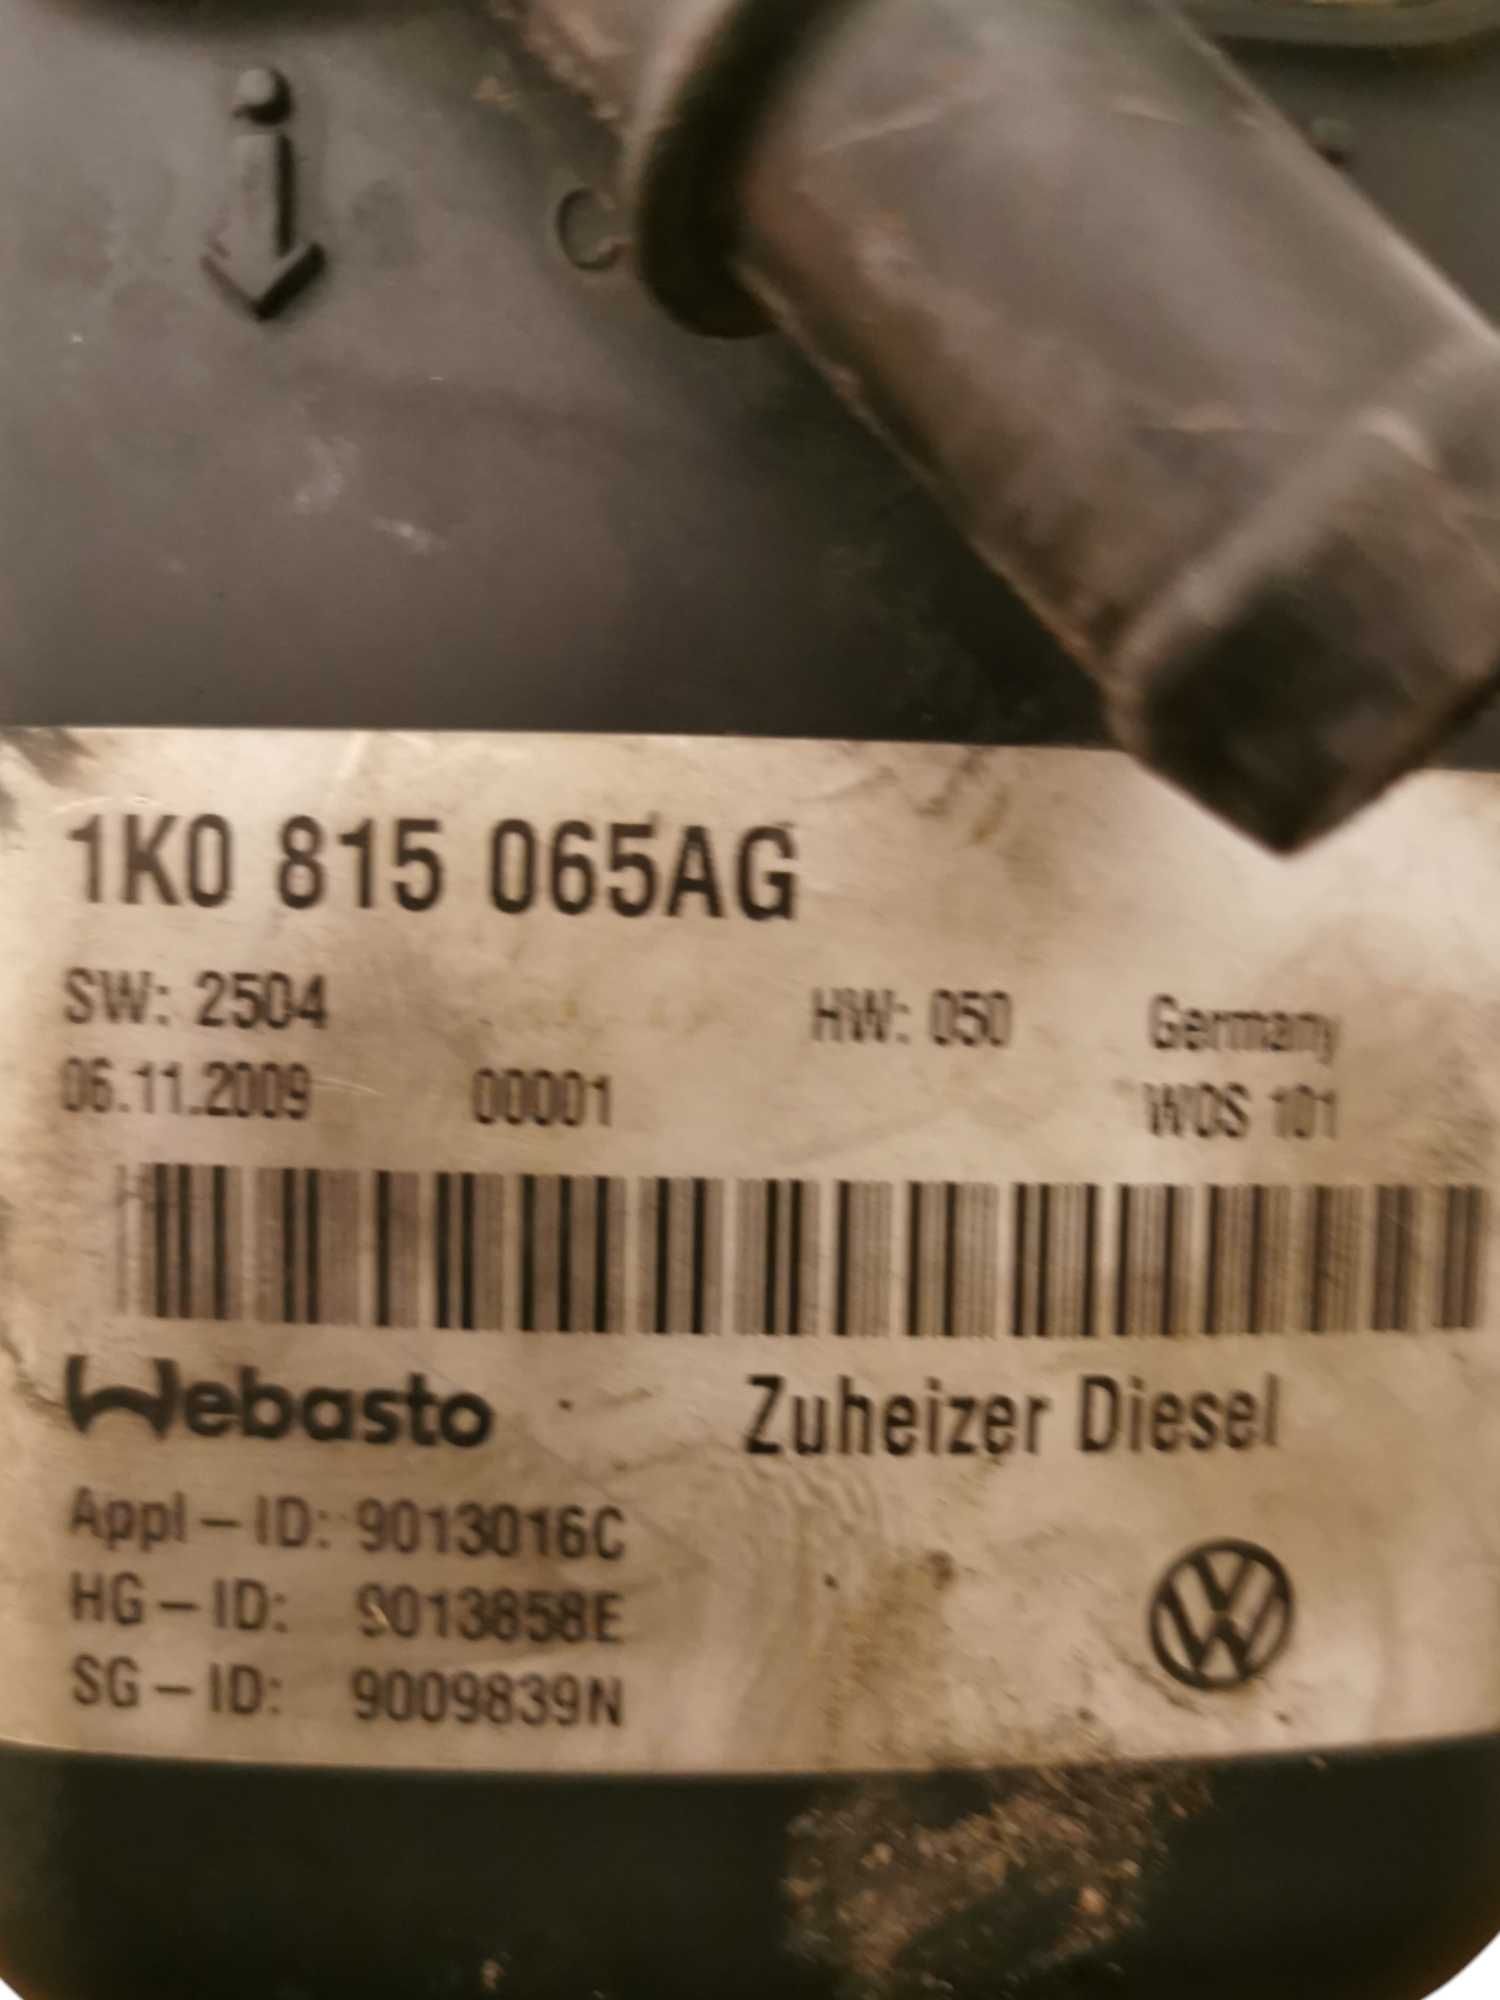 1K0 815 065AG
SW: 2504 HW: 050 Germany
06.11.2009 00001 WOS 101
Webasto Zuheizer Diesel
Appl-ID: 9013016C
HG-ID: 9013858E
SG-ID: 9009839N